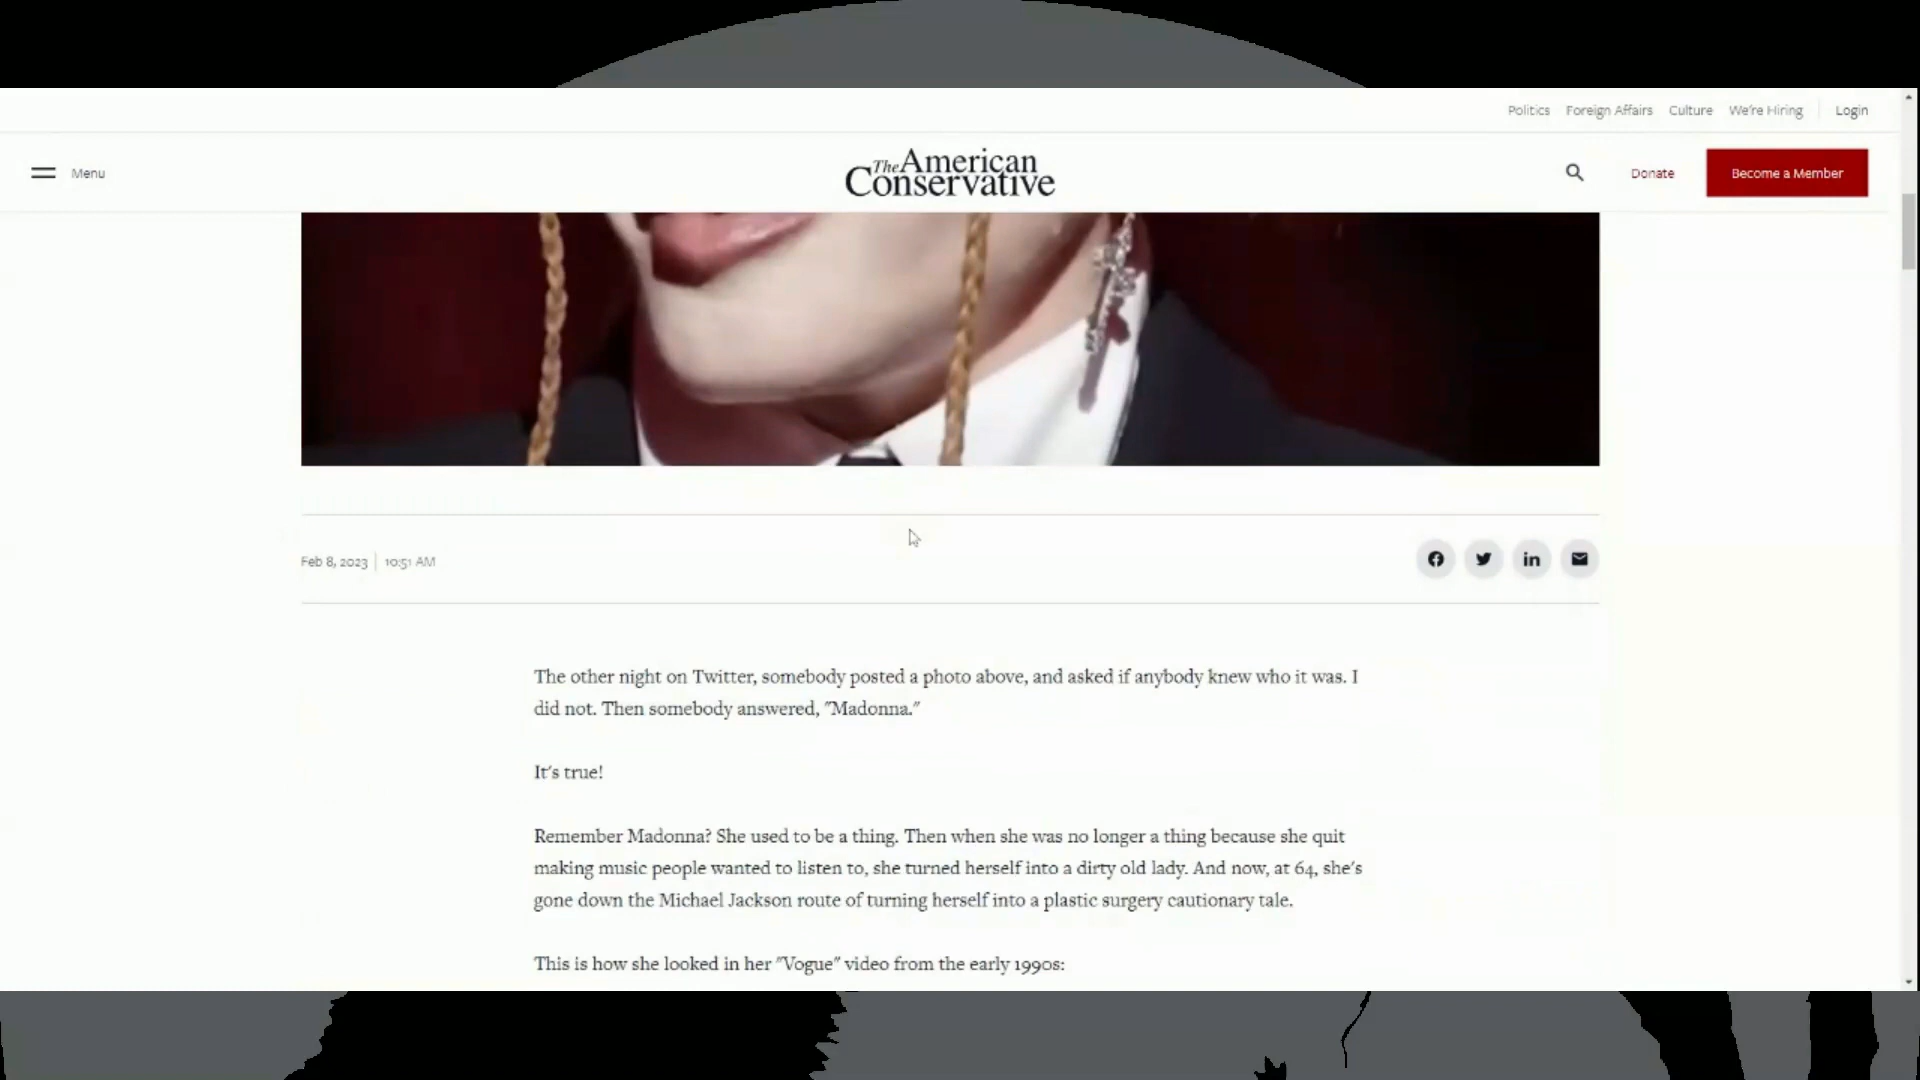 Politics Foreign Affairs Culture We're Hiring Login
Menu
The American
Conservative
Donate
Become a Member
Feb 8, 2023 10:51 AM
The other night on Twitter, somebody posted a photo above, and asked if anybody knew who it was. I
did not. Then somebody answered, "Madonna."
It's true!
Remember Madonna? She used to be a thing. Then when she was no longer a thing because she quit
making music people wanted to listen to, she turned herself into a dirty old lady. And now, at 64, she's
gone down the Michael Jackson route of turning herself into a plastic surgery cautionary tale.
This is how she looked in her "Vogue" video from the early 1990s: